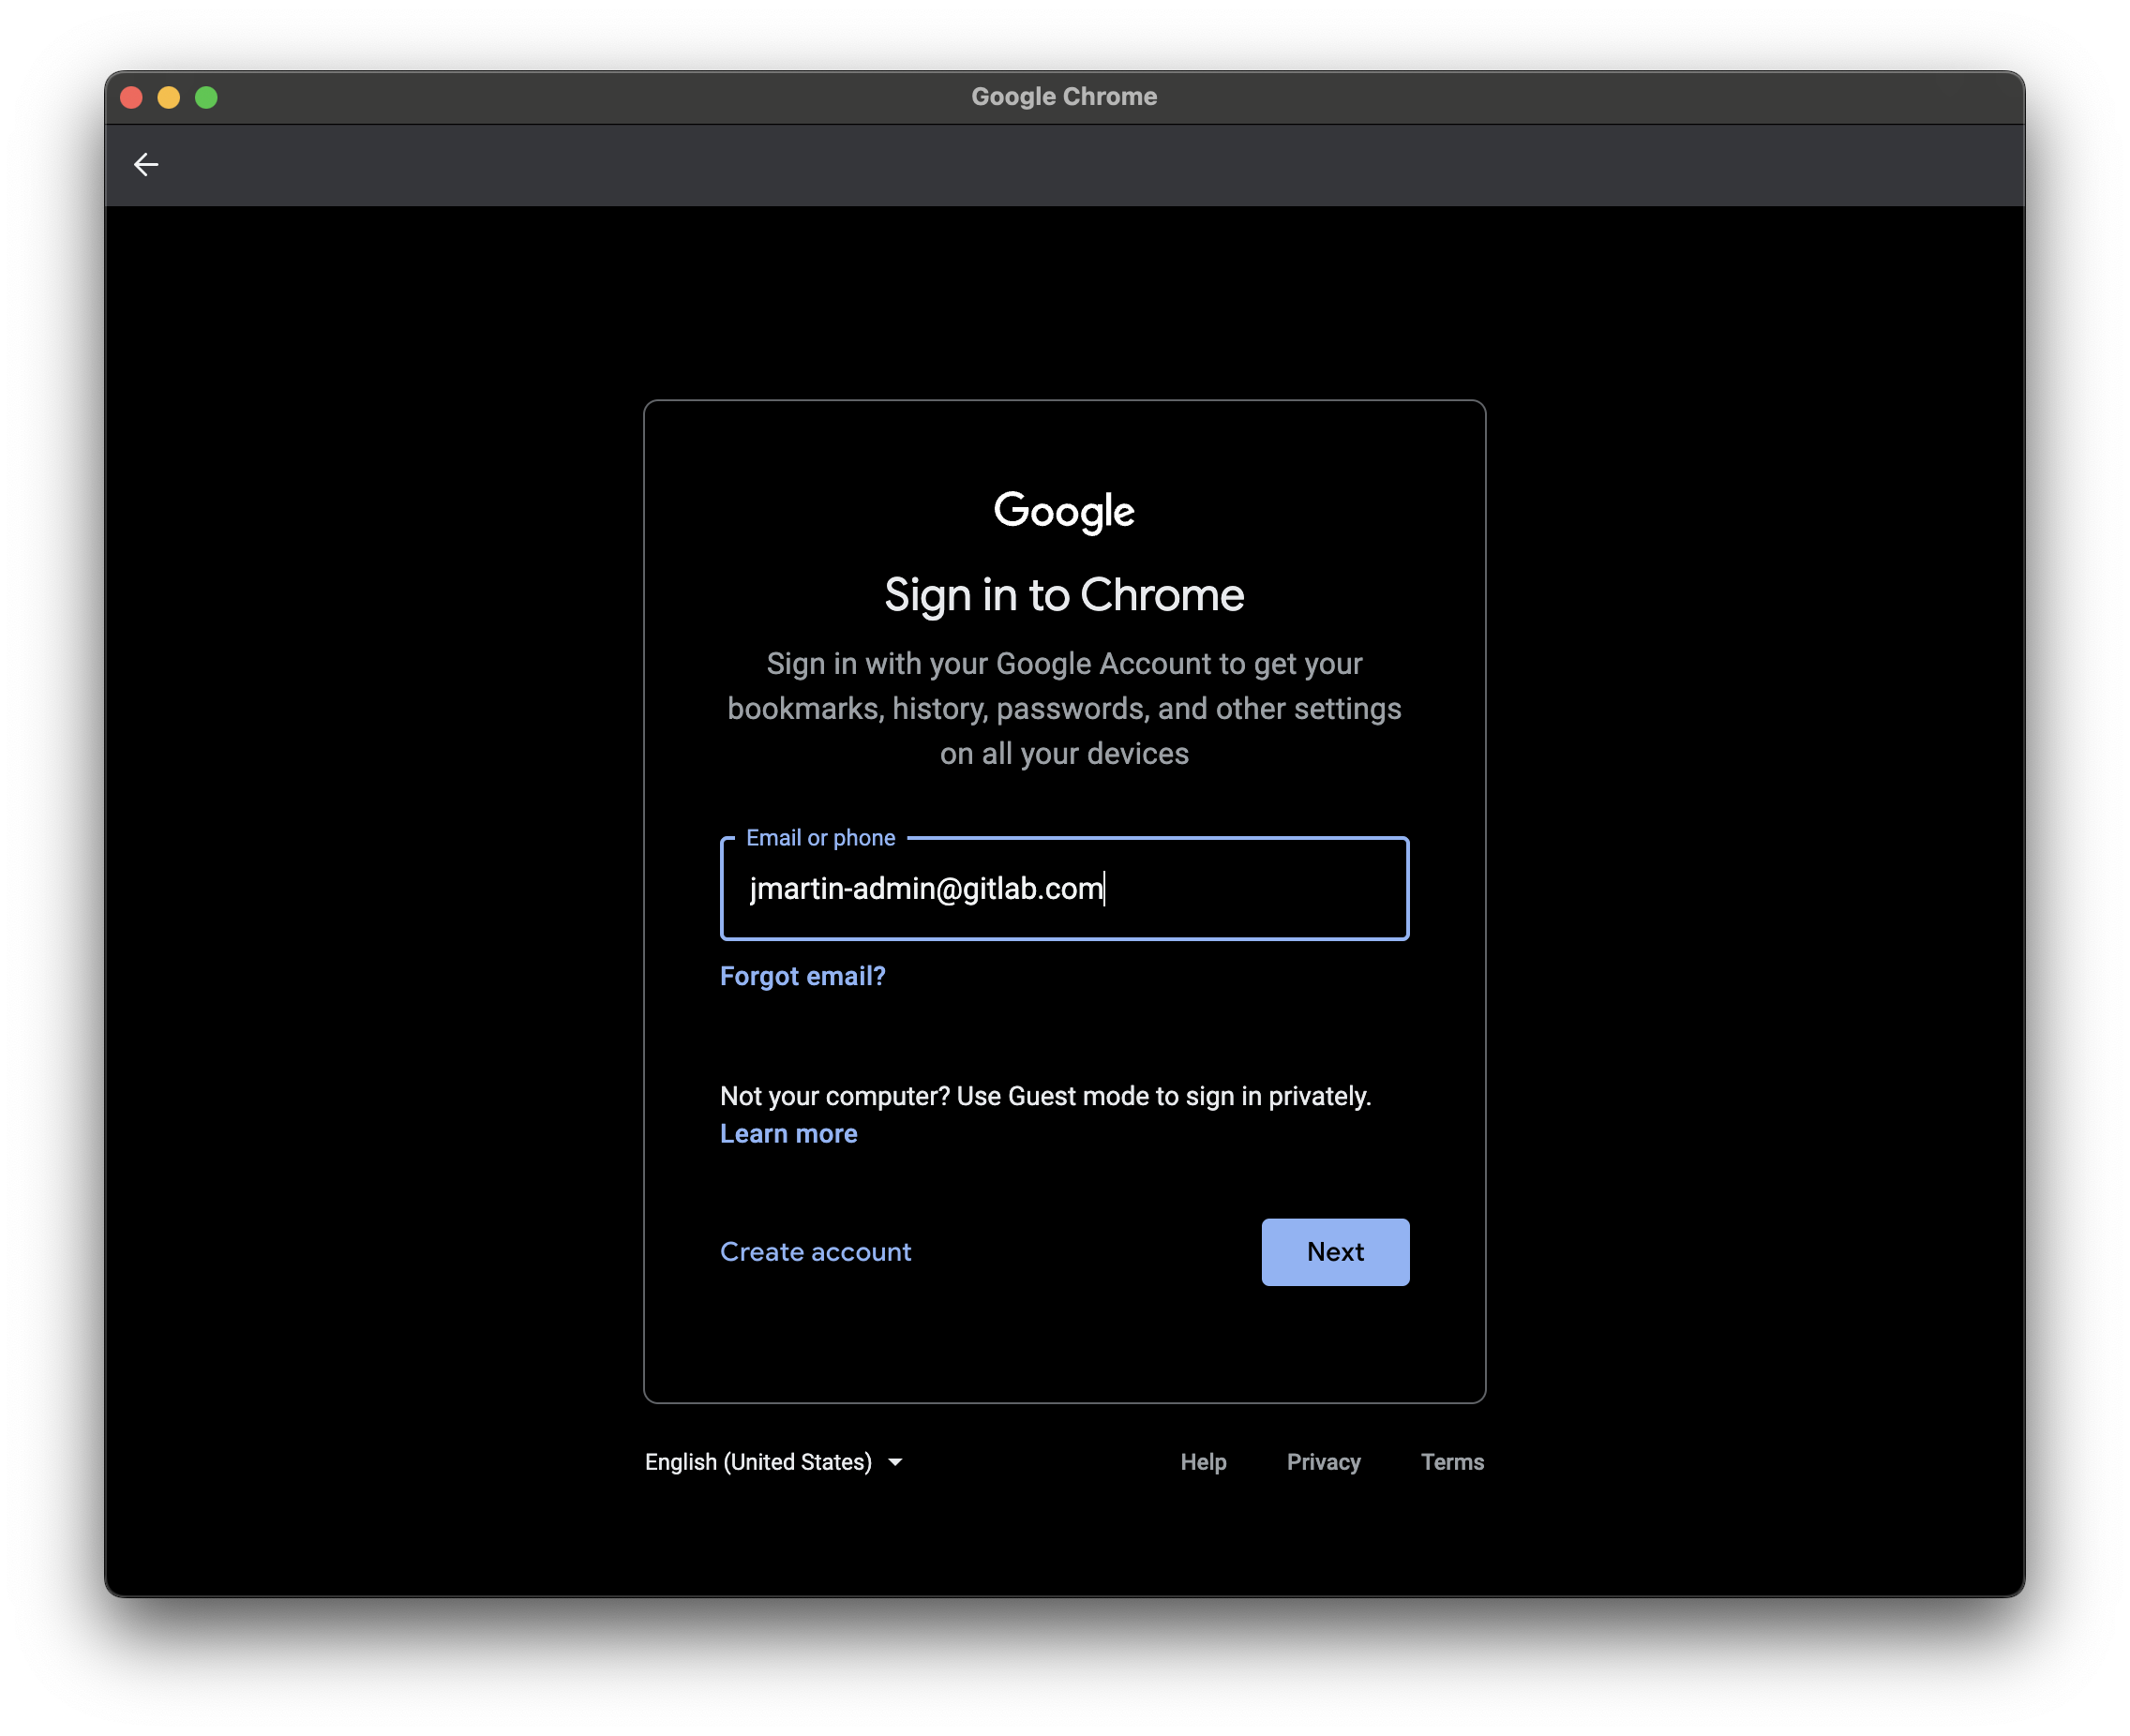 Google Chrome
Google
Sign in to Chrome
Sign in with your Google Account to get your
bookmarks, history, passwords, and other settings
on all your devices
Email or phone
jmartin-admin@gitlab.com
Forgot email?
Not your computer? Use Guest mode to sign in privately.
Learn more
Create account
Next
English (United States)
Help
Privacy
Terms